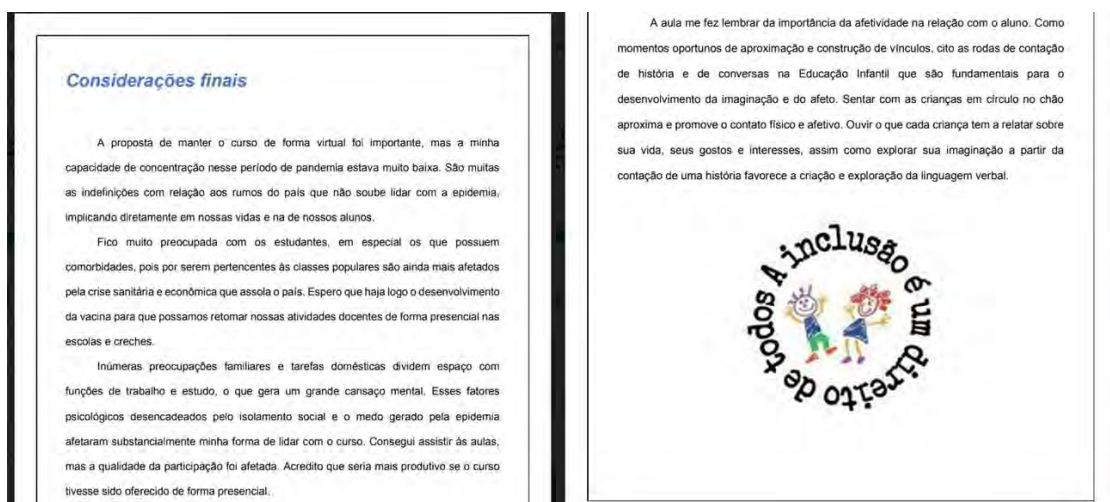 Considerações finais
A proposta de manter o curso de forma virtual foi importante, mas a minha
capacidade de concentração nesse período de pandemia estava muito baixa. São muitas
as indefinições com relação aos rumos do país que não soube lidar com a epidemia,
implicando diretamente em nossas vidas e na de nossos alunos.
Fico muito preocupada com os estudantes, em especial os que possuem
comorbidades, pois por serem pertencentes às classes populares são ainda mais afetados
pela crise sanitária e econômica que assola o país. Espero que haja logo o desenvolvimento
da vacina para que possamos retomar nossas atividades docentes de forma presencial nas
escolas e creches.
Inúmeras preocupações familiares e tarefas domésticas dividem espaço com
funções de trabalho e estudo, o que gera um grande cansaço mental. Esses fatores
psicológicos desencadeados pelo isolamento social e o medo gerado pela epidemia
afetaram substancialmente minha forma de lidar com o curso. Consegui assistir às aulas,
mas a qualidade da participação foi afetada. Acredito que seria mais produtivo se o curso
tivesse sido oferecido de forma presencial.
A aula me fez lembrar da importância da afetividade na relação com o aluno. Como
momentos oportunos de aproximação e construção de vínculos, cito as rodas de contação
de história e de conversas na Educação Infantil que são fundamentais para o
desenvolvimento da imaginação e do afeto. Sentar com as crianças em círculo no chão
aproxima e promove o contato físico e afetivo. Ouvir o que cada criança tem a relatar sobre
sua vida, seus gostos e interesses, assim como explorar sua imaginação a partir da
contação de uma história favorece a criação e exploração da linguagem verbal.
A inclusão é um direito de todos